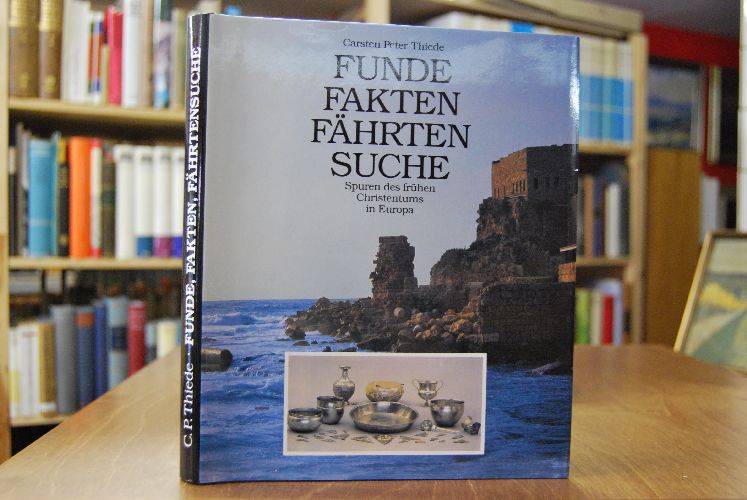 Carsten Peter Thiede
FUNDE
FAKTEN
FÄHRTEN
SUCHE
Spuren des frühen
Christentums
in Europa
C. P. Thiede · FUNDE, FAKTEN, FÄHRTENSUCHE